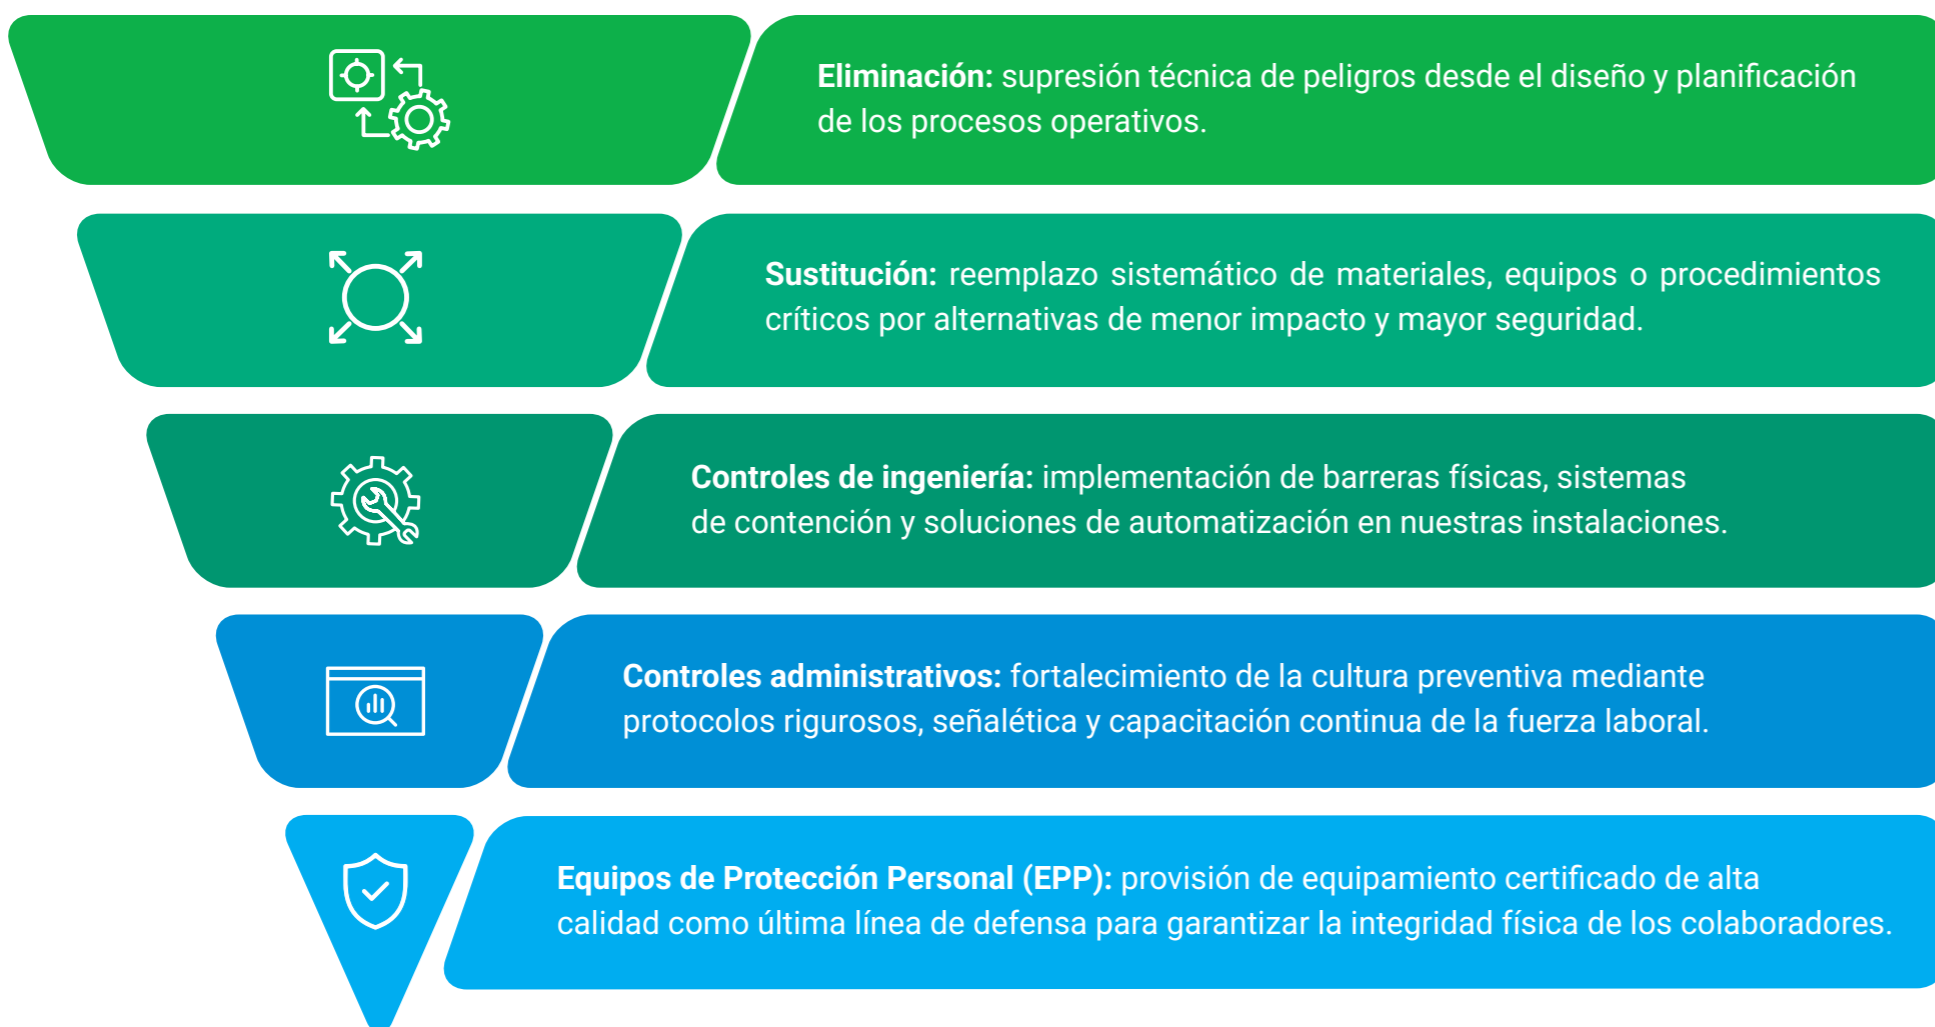 Eliminación: supresión técnica de peligros desde el diseño y planificación
de los procesos operativos.
Sustitución: reemplazo sistemático de materiales, equipos o procedimientos
críticos por alternativas de menor impacto y mayor seguridad.
Controles de ingeniería: implementación de barreras físicas, sistemas
de contención y soluciones de automatización en nuestras instalaciones.
Controles administrativos: fortalecimiento de la cultura preventiva mediante
protocolos rigurosos, señalética y capacitación continua de la fuerza laboral.
Equipos de Protección Personal (EPP): provisión de equipamiento certificado de alta
calidad como última línea de defensa para garantizar la integridad física de los colaboradores.